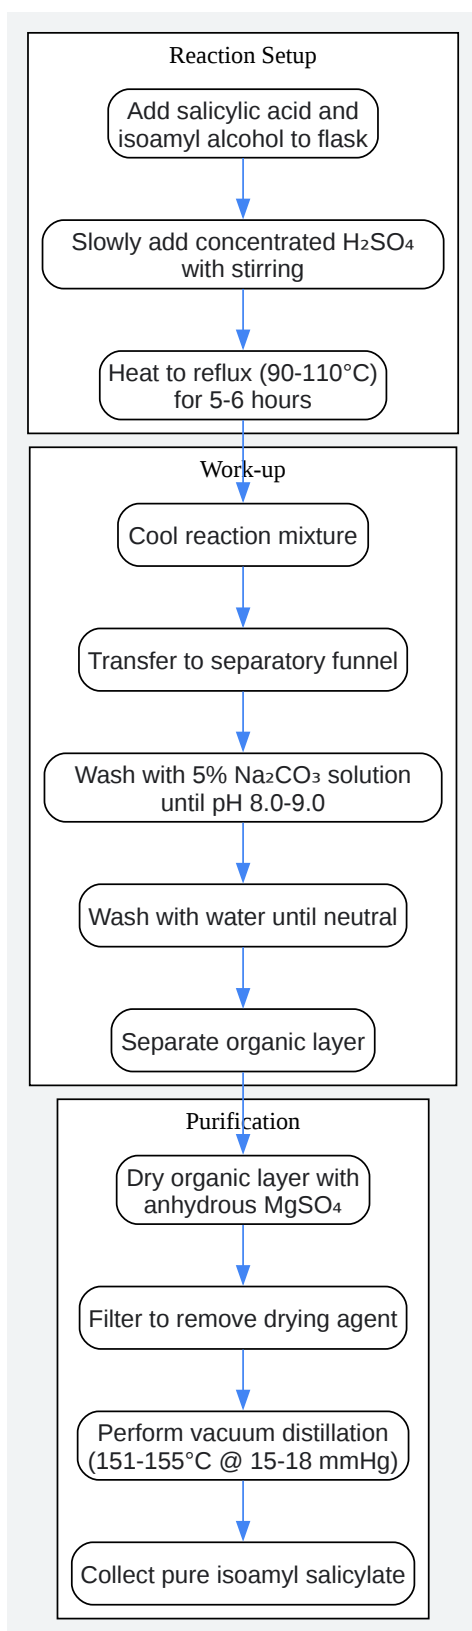 Reaction Setup
Add salicylic acid and
isoamyl alcohol to flask
Slowly add concentrated H₂SO₄
with stirring
Heat to reflux (90-110°C)
for 5-6 hours
Work-up
Cool reaction mixture
Transfer to separatory funnel
Wash with 5% Na₂CO₃ solution
until pH 8.0-9.0
Wash with water until neutral
Separate organic layer
Purification
Dry organic layer with
anhydrous MgSO₄
Filter to remove drying agent
Perform vacuum distillation
(151-155°C @ 15-18 mmHg)
Collect pure isoamyl salicylate